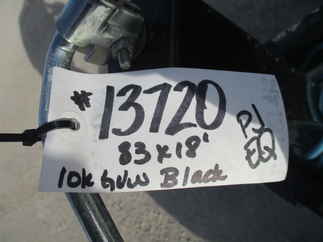 # 13720
83 x 18'
10k GVW Black
PJ
EQ